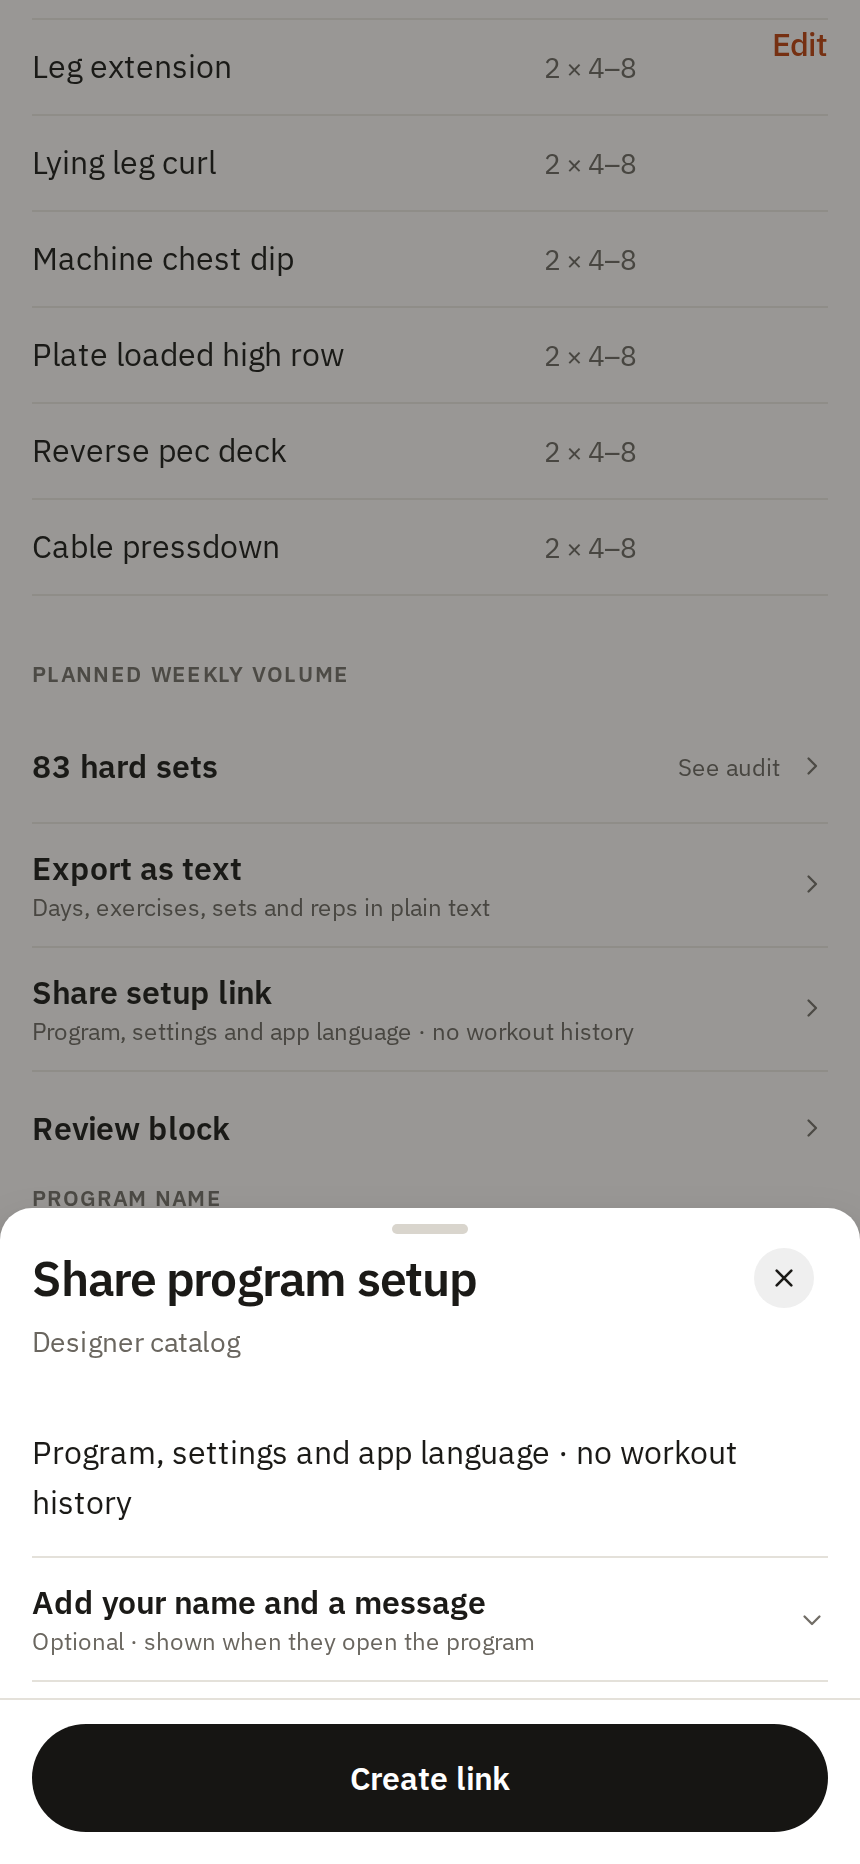 Edit
Leg extension 2 × 4–8
Lying leg curl 2 × 4–8
Machine chest dip 2 × 4–8
Plate loaded high row 2 × 4–8
Reverse pec deck 2 × 4–8
Cable pressdown 2 × 4–8
PLANNED WEEKLY VOLUME
83 hard sets See audit
Export as text
Days, exercises, sets and reps in plain text
Share setup link
Program, settings and app language · no workout history
Review block
PROGRAM NAME
Share program setup
Designer catalog
Program, settings and app language · no workout
history
Add your name and a message
Optional · shown when they open the program
Create link